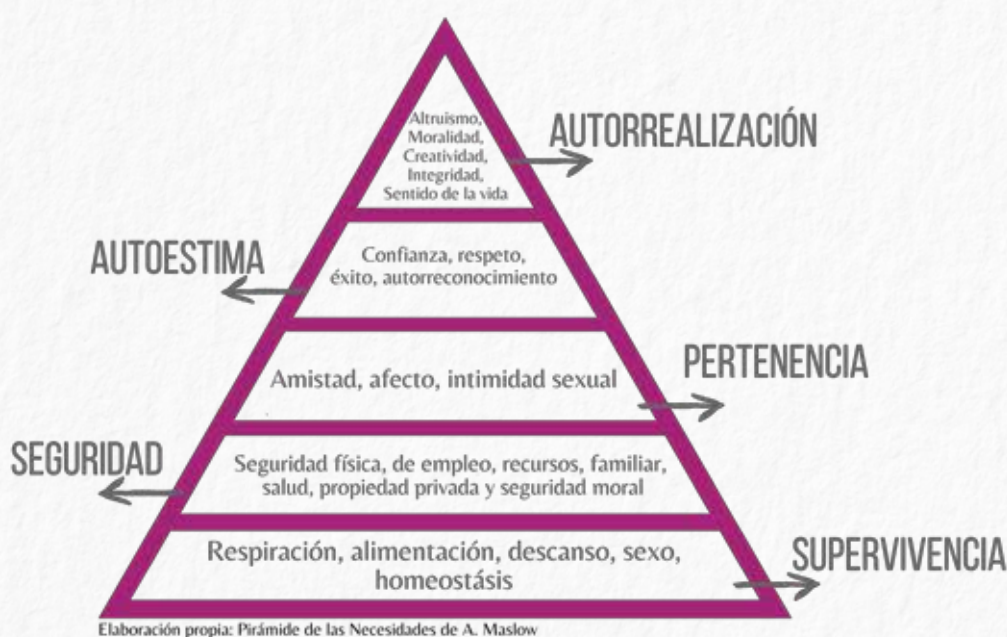 Altruismo,
Moralidad,
Creatividad,
Integridad,
Sentido de la vida
AUTORREALIZACIÓN
AUTOESTIMA
Confianza, respeto,
éxito, autorreconocimiento
Amistad, afecto, intimidad sexual
PERTENENCIA
SEGURIDAD
Seguridad física, de empleo, recursos, familiar,
salud, propiedad privada y seguridad moral
Respiración, alimentación, descanso, sexo,
homeostásis
SUPERVIVENCIA
Elaboración propia: Pirámide de las Necesidades de A. Maslow